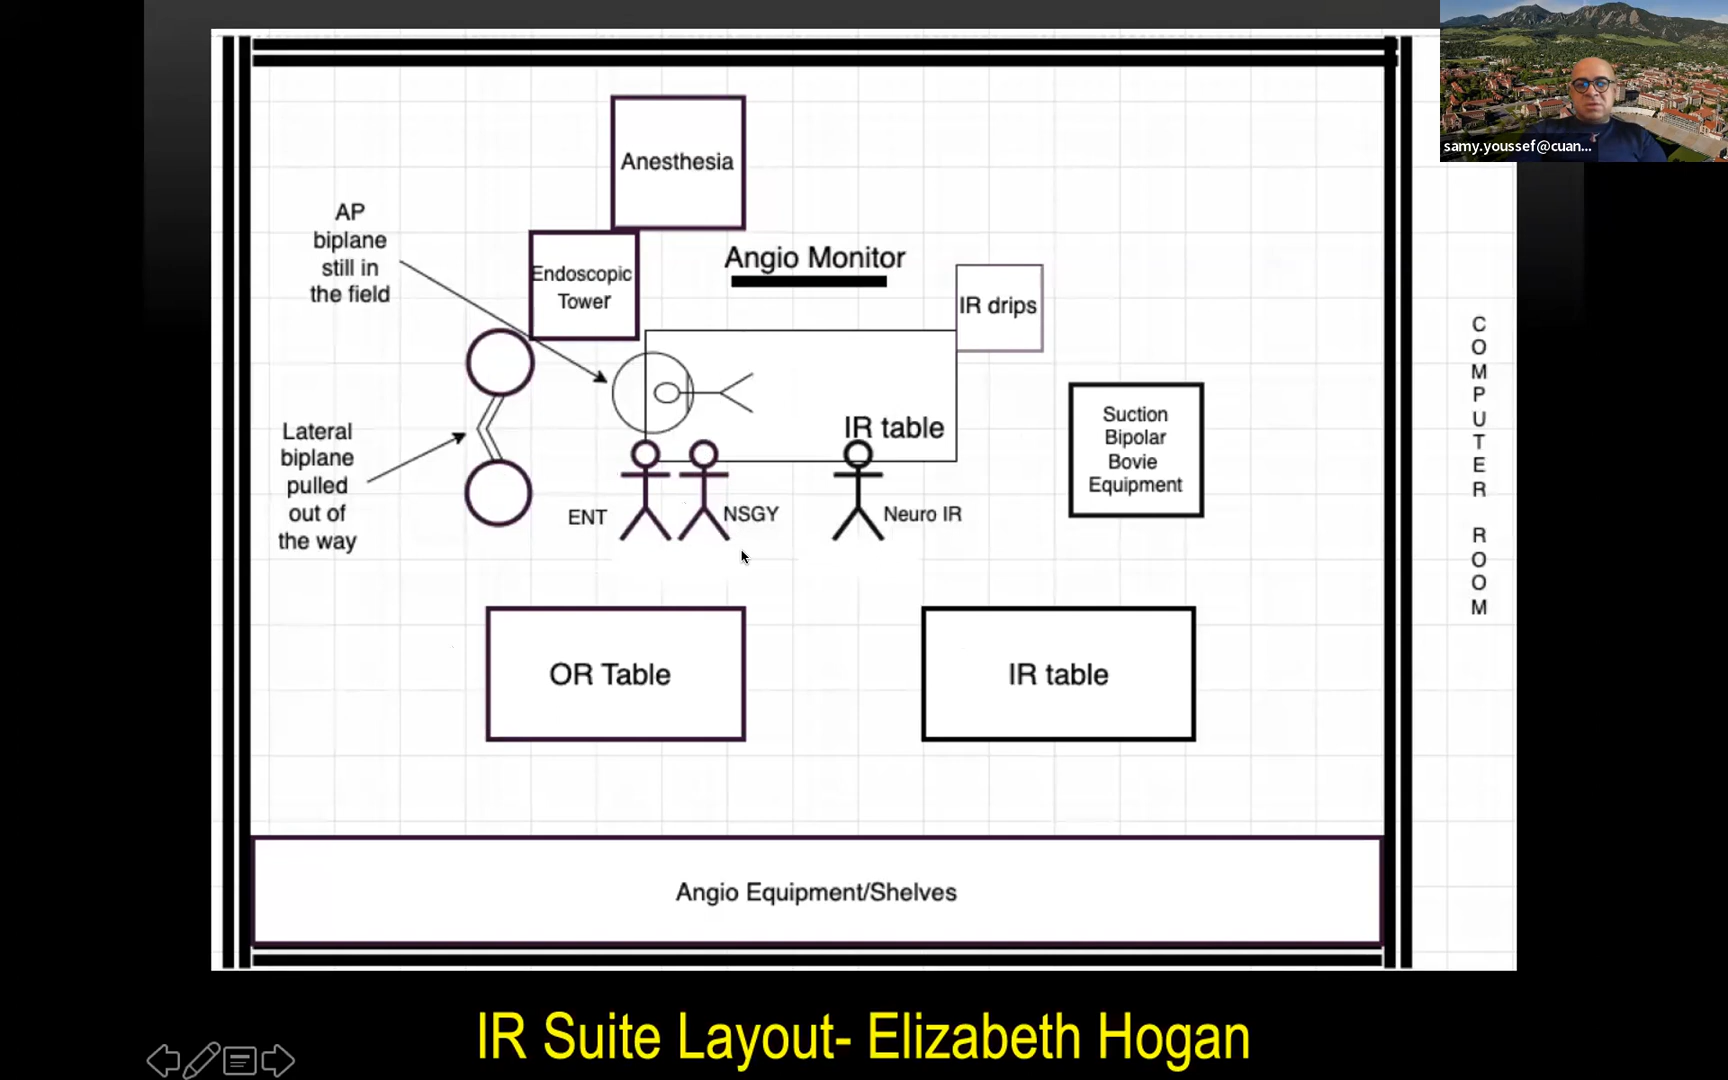 samy.youssef@cuan...
Anesthesia
AP
biplane
still in
the field
Endoscopic
Tower
Angio Monitor
IR drips
IR table
Lateral
biplane
pulled
out of
the way
ENT
NSGY
Neuro IR
Suction
Bipolar
Bovie
Equipment
COMPUTER ROOM
OR Table
IR table
Angio Equipment/Shelves
IR Suite Layout- Elizabeth Hogan